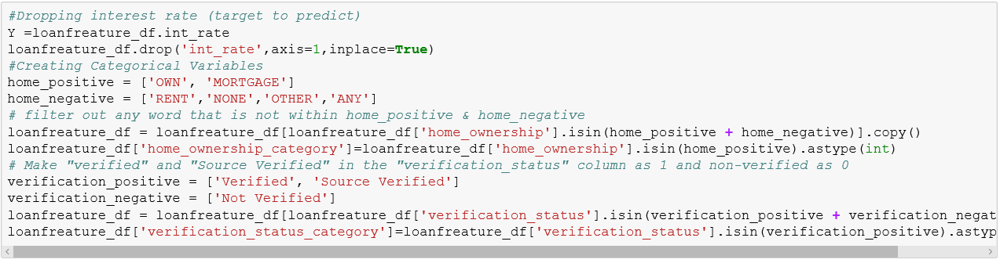 #Dropping interest rate (target to predict)
Y =loanfreature_df.int_rate
loanfreature_df.drop('int_rate',axis=1,inplace=True)
#Creating Categorical Variables
home_positive = ['OWN', 'MORTGAGE']
home_negative = ['RENT','NONE','OTHER','ANY']
# filter out any word that is not within home_positive & home_negative
loanfreature_df = loanfreature_df[loanfreature_df['home_ownership'].isin(home_positive + home_negative)].copy()
loanfreature_df['home_ownership_category']=loanfreature_df['home_ownership'].isin(home_positive).astype(int)
# Make "verified" and "Source Verified" in the "verification_status" column as 1 and non-verified as 0
verification_positive = ['Verified', 'Source Verified']
verification_negative = ['Not Verified']
loanfreature_df = loanfreature_df[loanfreature_df['verification_status'].isin(verification_positive + verification_negat
loanfreature_df['verification_status_category']=loanfreature_df['verification_status'].isin(verification_positive).astyp